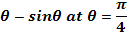 θ − sinθ at θ = π/4